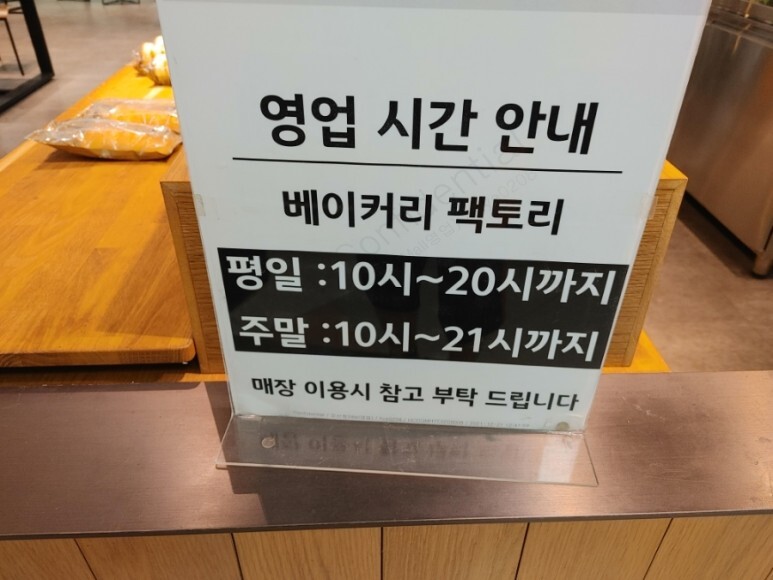 영업 시간 안내
베이커리 팩토리
평일 :10시~20시까지
주말 :10시~21시까지
매장 이용시 참고 부탁 드립니다